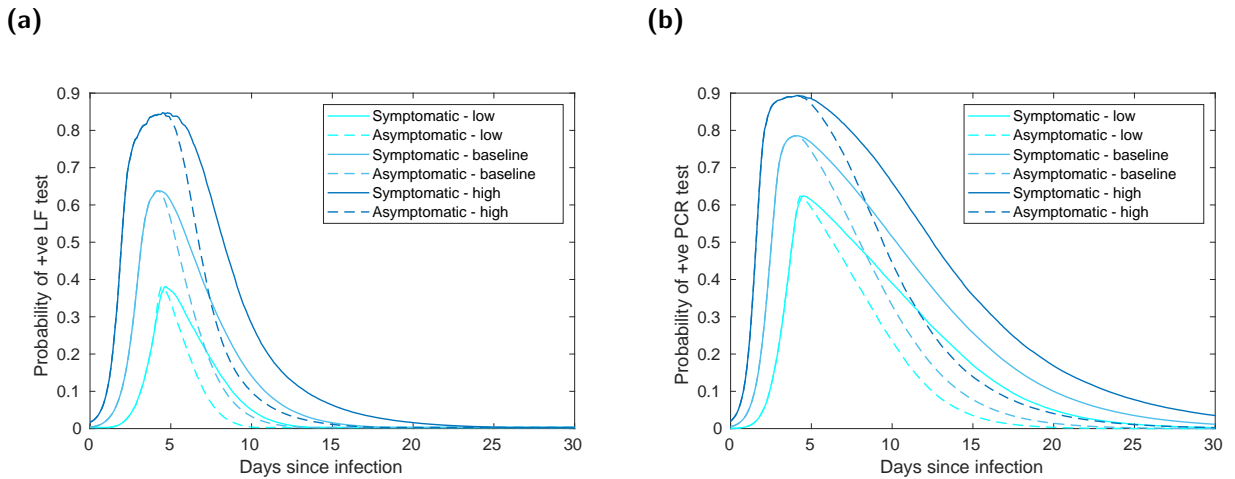 (a)
Probability of +ve LF test
0.9
0.8
0.7
0.6
0.5
0.4
0.3
0.2
0.1
0
0 5 10 15 20 25 30
Days since infection
Symptomatic - low
Asymptomatic - low
Symptomatic - baseline
Asymptomatic - baseline
Symptomatic - high
Asymptomatic - high
(b)
Probability of +ve PCR test
0.9
0.8
0.7
0.6
0.5
0.4
0.3
0.2
0.1
0
0 5 10 15 20 25 30
Days since infection
Symptomatic - low
Asymptomatic - low
Symptomatic - baseline
Asymptomatic - baseline
Symptomatic - high
Asymptomatic - high